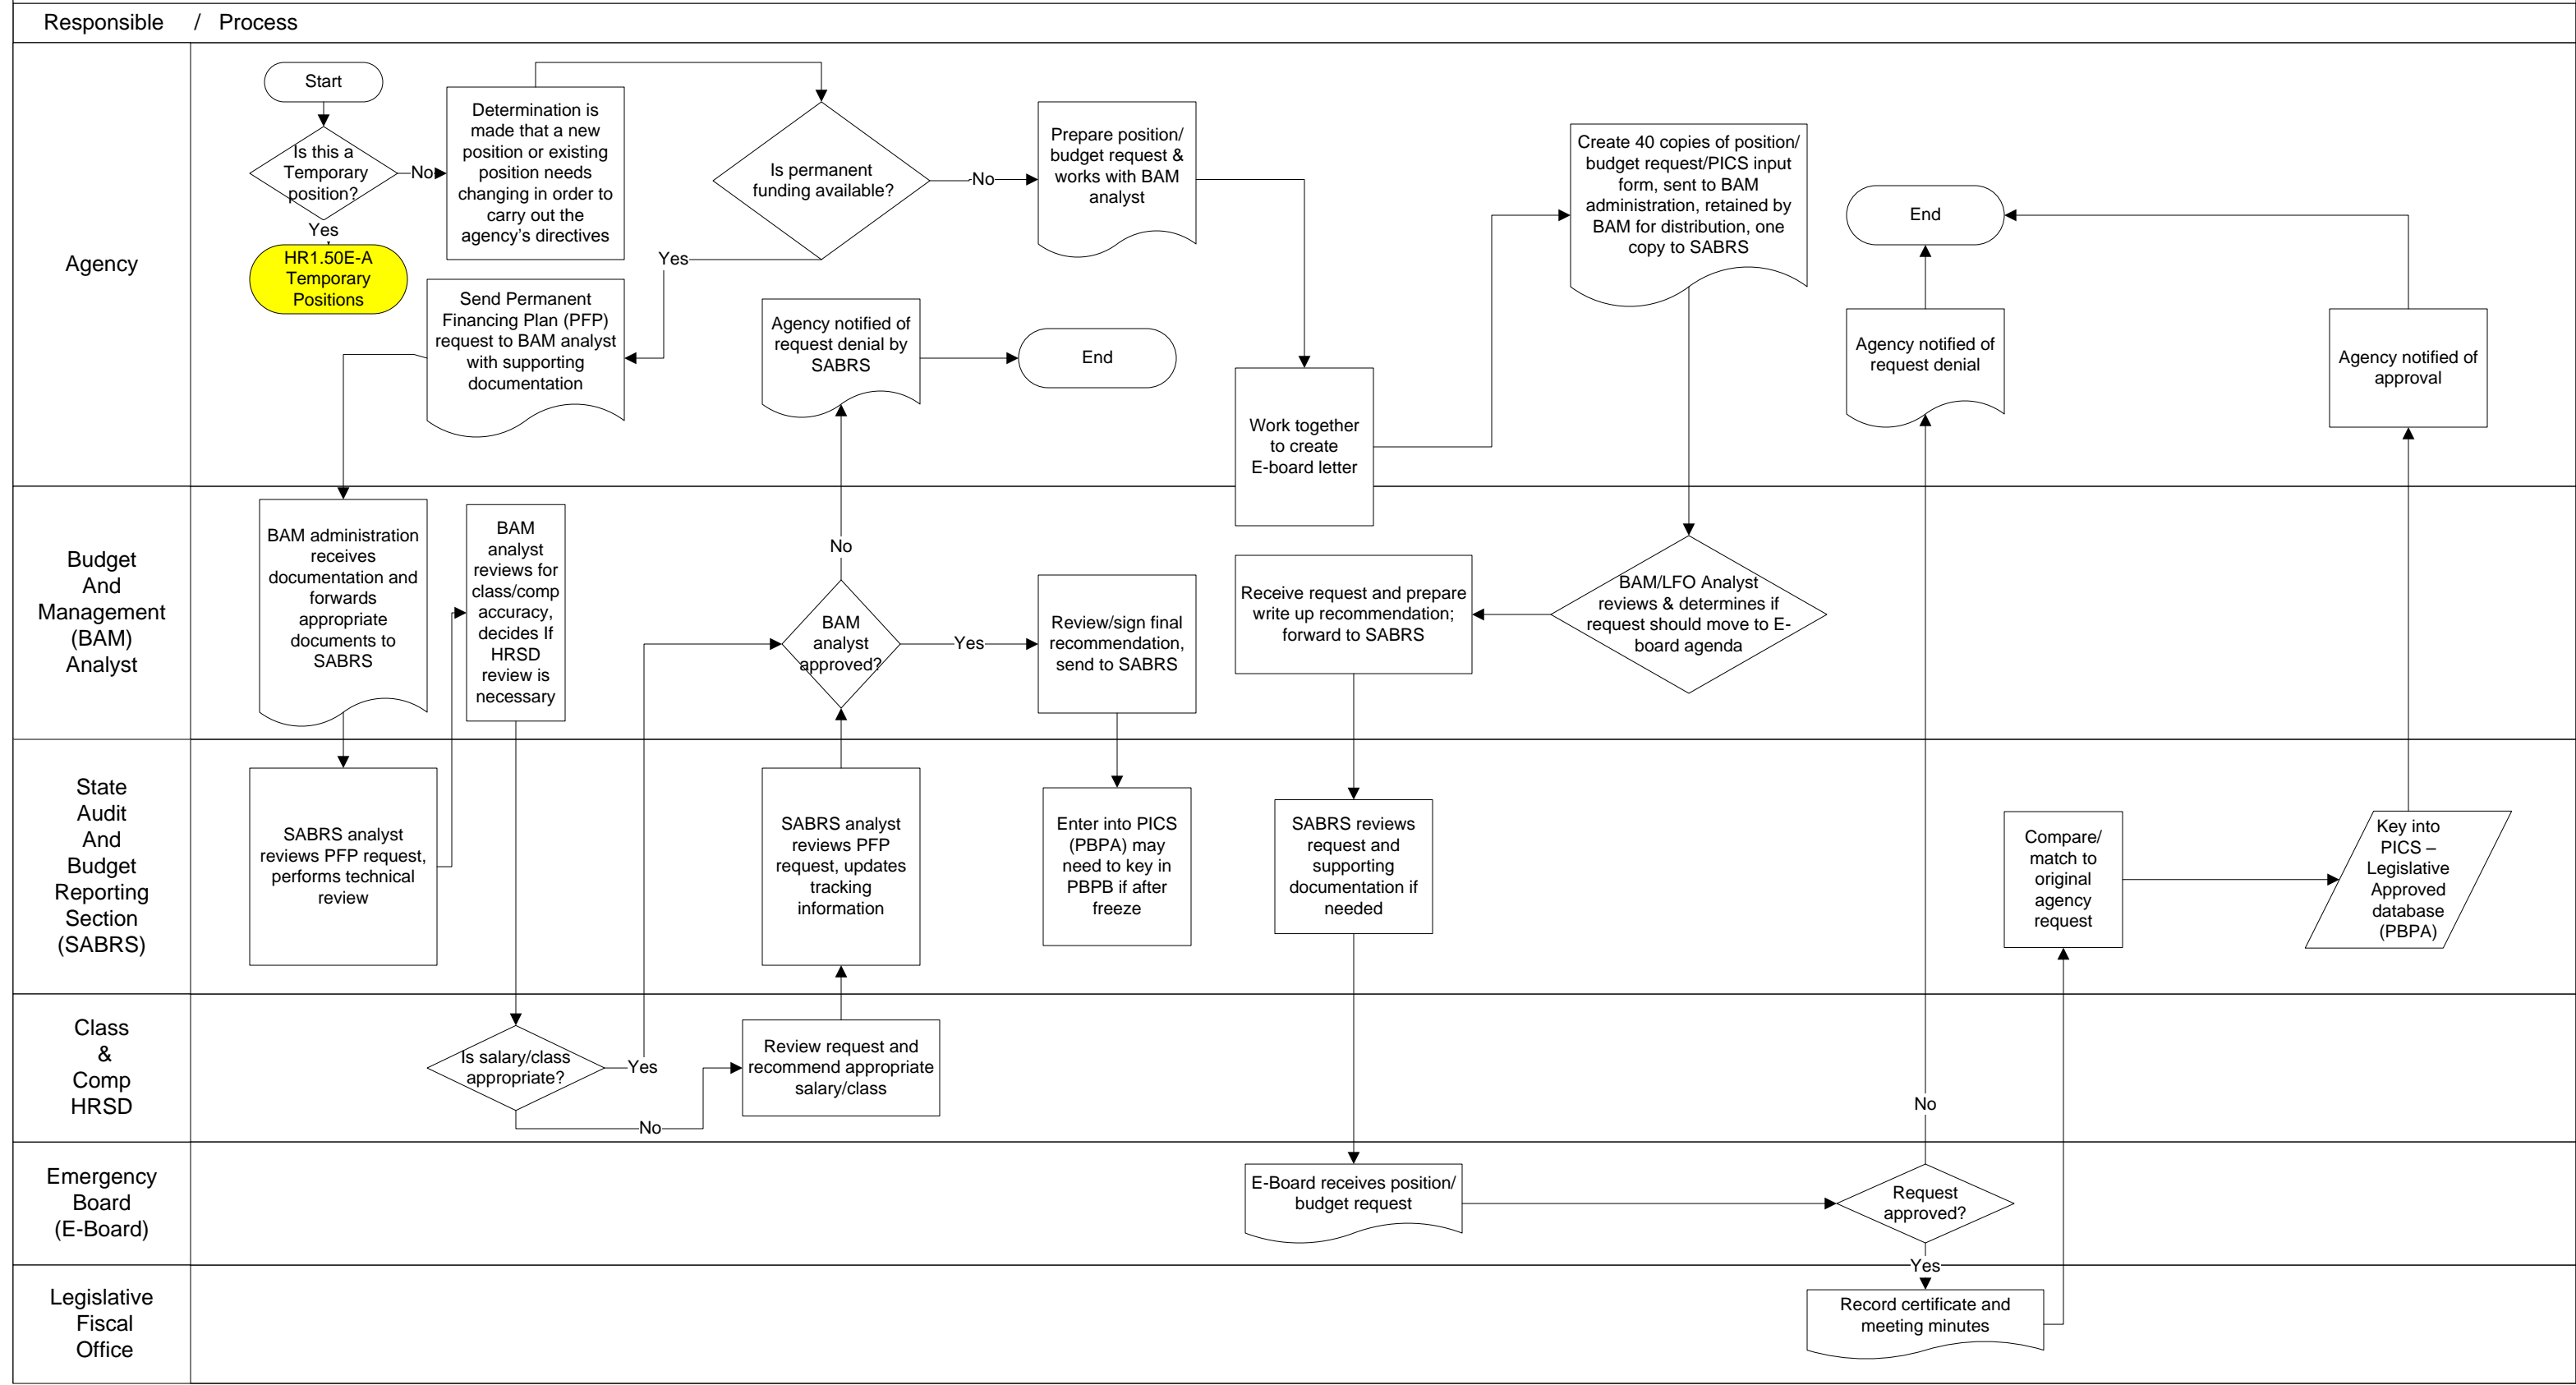 Responsible / Process
Agency
Start
Is this a
Temporary
position?
No
Yes
HR1.50E-A
Temporary
Positions
Determination is
made that a new
position or existing
position needs
changing in order to
carry out the
agency’s directives
Is permanent
funding available?
No
Yes
Prepare position/
budget request &
works with BAM
analyst
Send Permanent
Financing Plan (PFP)
request to BAM analyst
with supporting
documentation
Agency notified of
request denial by
SABRS
End
Work together
to create
E-board letter
Create 40 copies of position/
budget request/PICS input
form, sent to BAM
administration, retained by
BAM for distribution, one
copy to SABRS
End
Agency notified of
request denial
Agency notified of
approval
Budget
And
Management
(BAM)
Analyst
BAM administration
receives
documentation and
forwards
appropriate
documents to
SABRS
BAM
analyst
reviews for
class/comp
accuracy,
decides If
HRSD
review is
necessary
No
BAM
analyst
approved?
Yes
Review/sign final
recommendation,
send to SABRS
Receive request and prepare
write up recommendation;
forward to SABRS
BAM/LFO Analyst
reviews & determines if
request should move to E-
board agenda
State
Audit
And
Budget
Reporting
Section
(SABRS)
SABRS analyst
reviews PFP request,
performs technical
review
SABRS analyst
reviews PFP
request, updates
tracking
information
Enter into PICS
(PBPA) may
need to key in
PBPB if after
freeze
SABRS reviews
request and
supporting
documentation if
needed
Compare/
match to
original
agency
request
Key into
PICS –
Legislative
Approved
database
(PBPA)
Class
&
Comp
HRSD
Is salary/class
appropriate?
Yes
No
Review request and
recommend appropriate
salary/class
No
Emergency
Board
(E-Board)
E-Board receives position/
budget request
Request
approved?
Yes
Legislative
Fiscal
Office
Record certificate and
meeting minutes